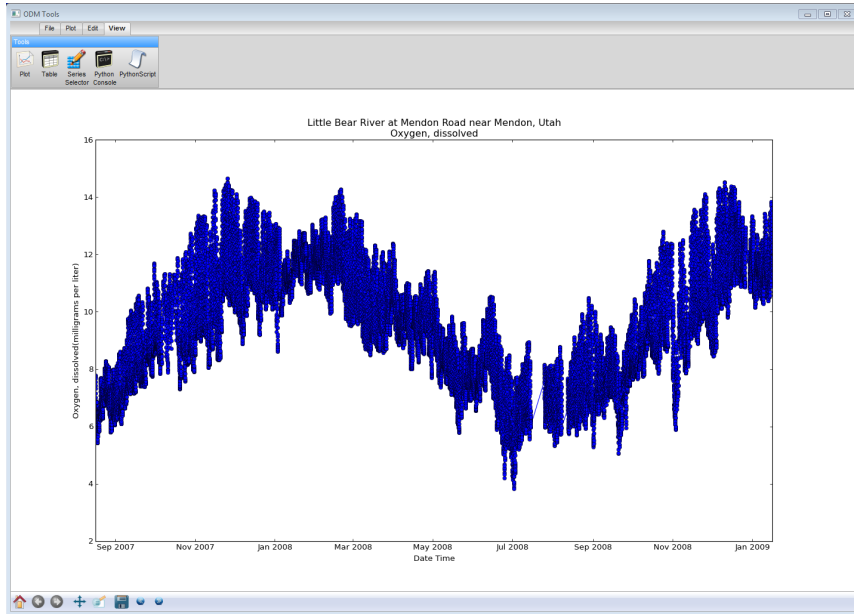 ODM Tools
File Plot Edit View
Tools
Plot Table Series Selector Python Console PythonScript
Little Bear River at Mendon Road near Mendon, Utah
Oxygen, dissolved
16
14
12
10
8
6
4
2
Oxygen, dissolved(milligrams per liter)
Sep 2007 Nov 2007 Jan 2008 Mar 2008 May 2008 Jul 2008 Sep 2008 Nov 2008 Jan 2009
Date Time